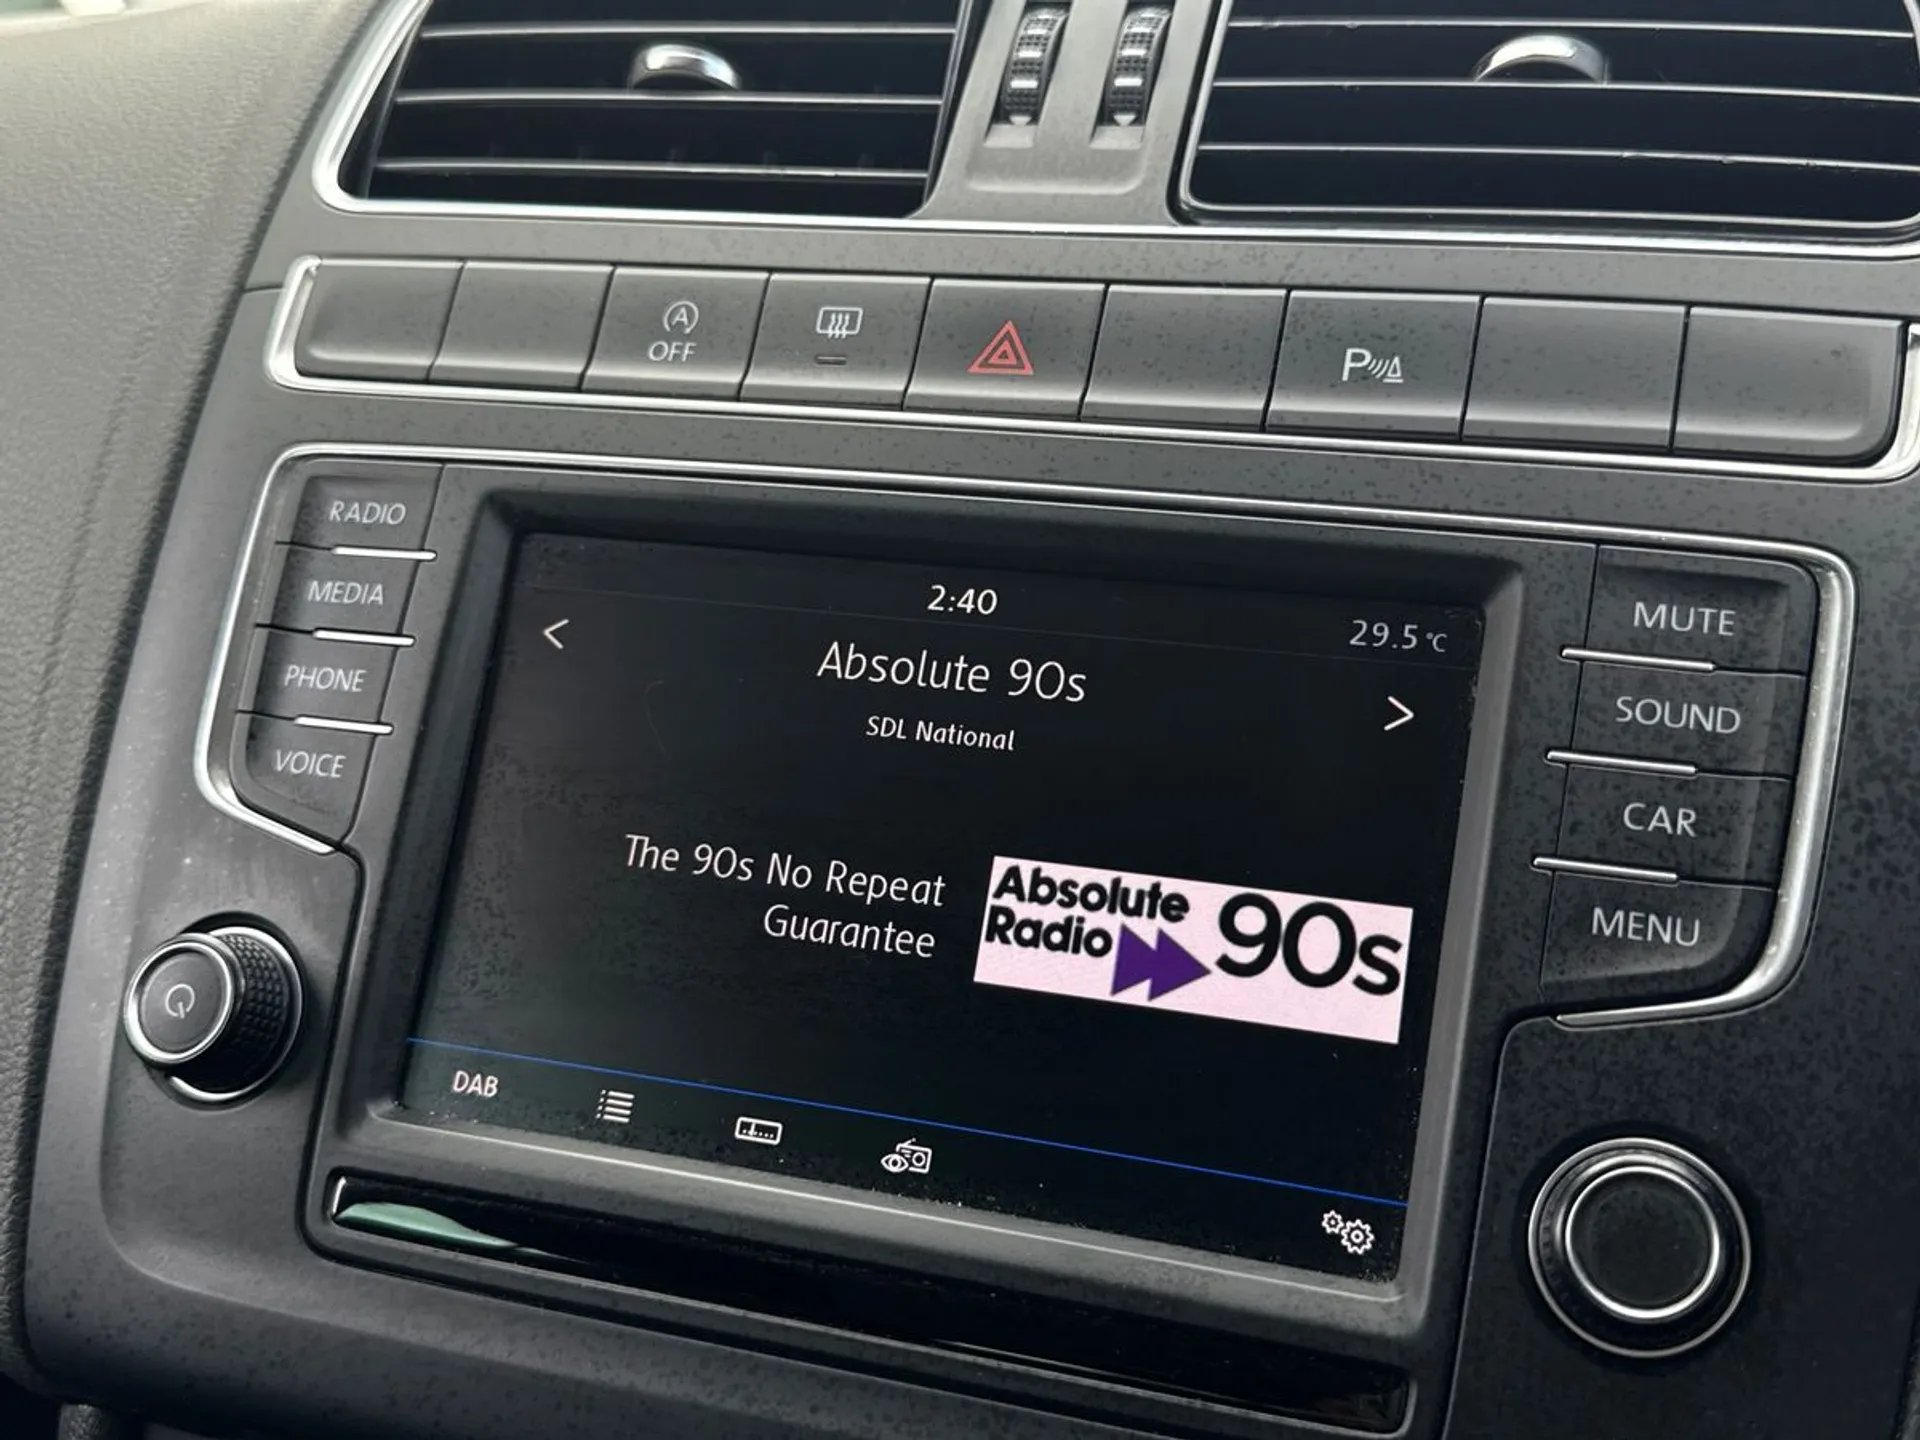 A
OFF
P
RADIO
MEDIA
PHONE
VOICE
2:40
29.5 °C
Absolute 90s
SDL National
The 90s No Repeat
Guarantee
Absolute
Radio
90s
DAB
MUTE
SOUND
CAR
MENU